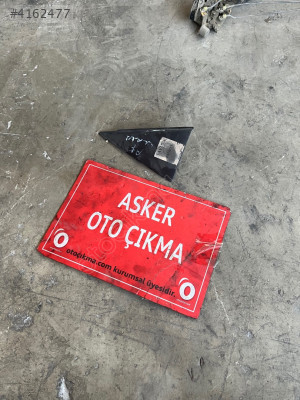 #4162477
ASKER
OTO ÇIKMA
otoçıkma.com kurumsal üyesidir.